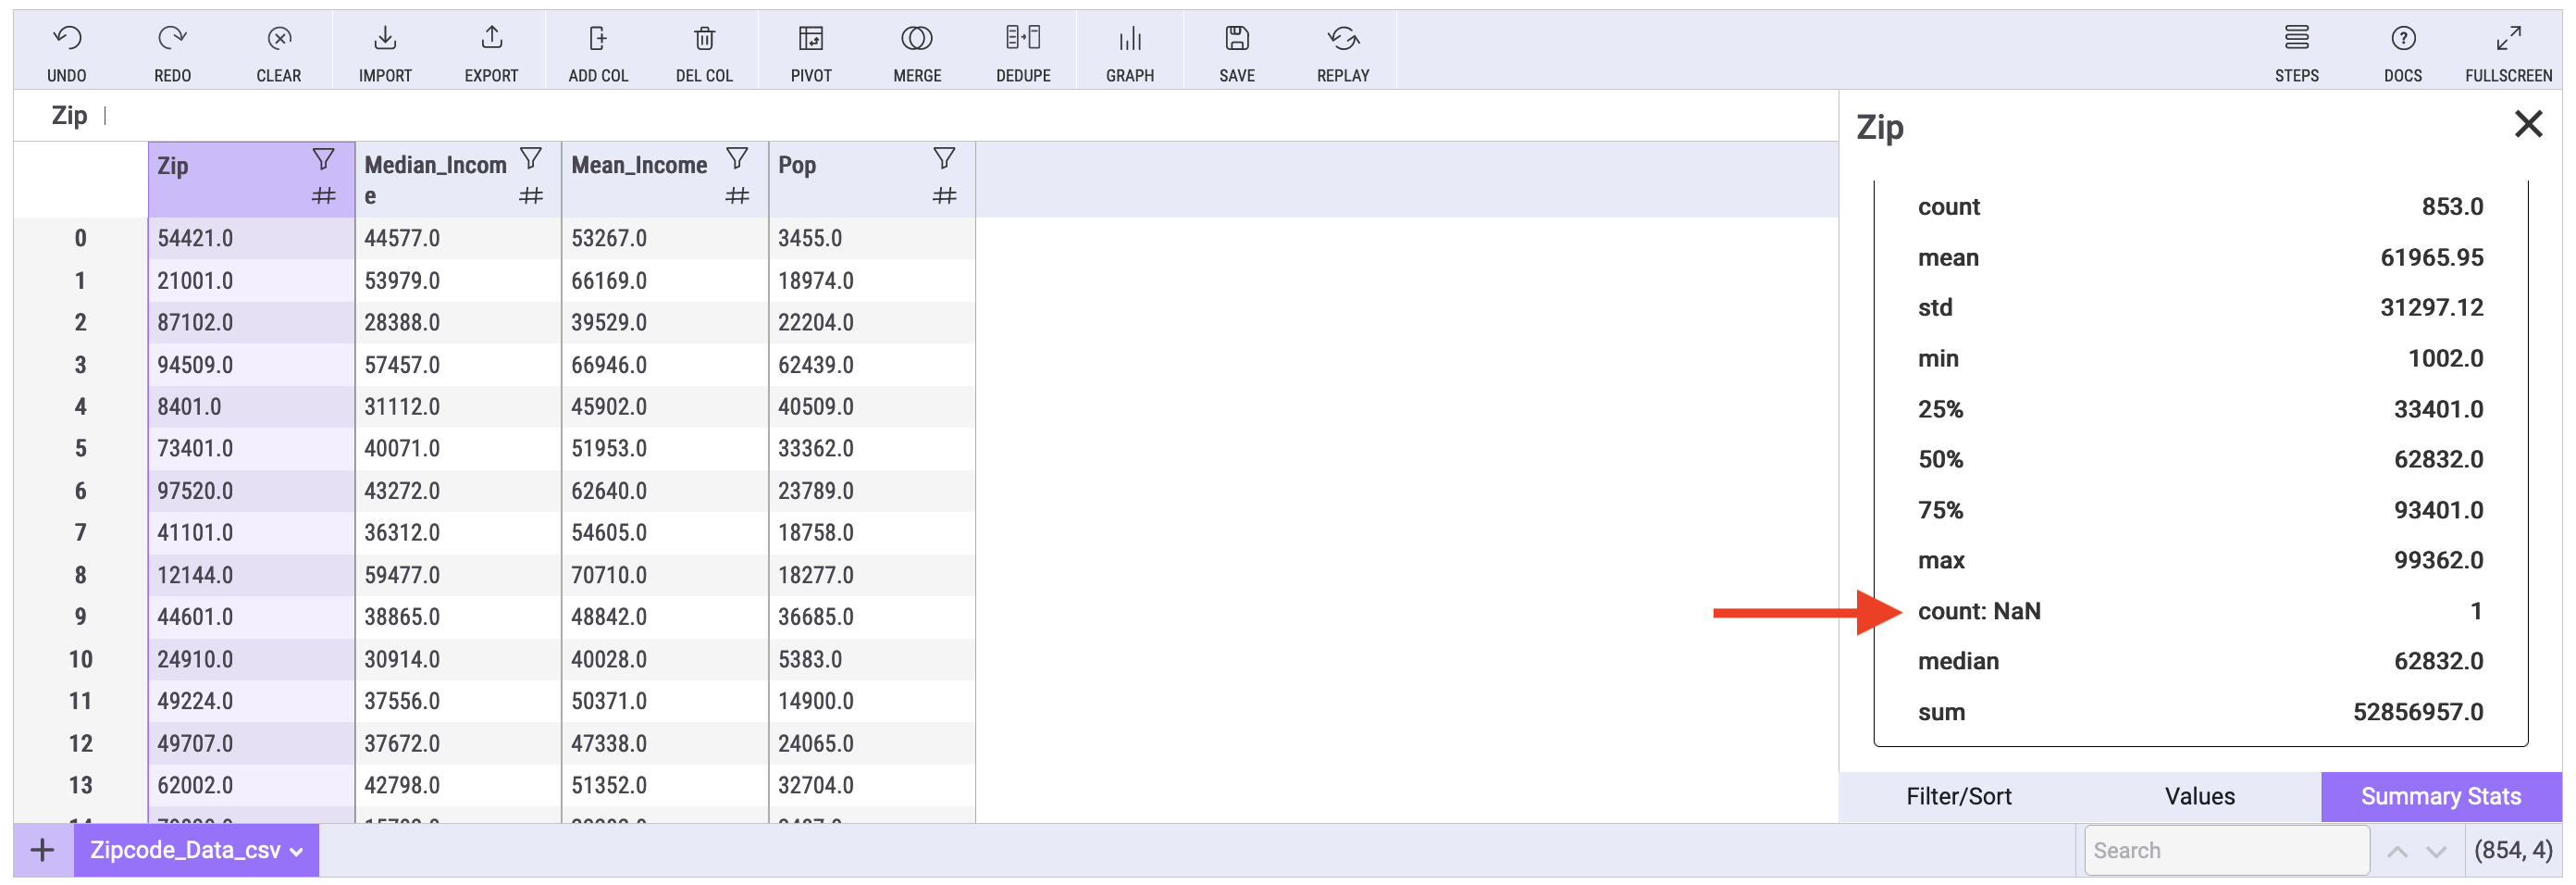 UNDO REDO CLEAR IMPORT EXPORT ADD COL DEL COL PIVOT MERGE DEDUPE GRAPH SAVE REPLAY STEPS DOCS FULLSCREEN
Zip
Zip Median_Incom Mean_Income Pop
e
0 54421.0 44577.0 53267.0 3455.0
1 21001.0 53979.0 66169.0 18974.0
2 87102.0 28388.0 39529.0 22204.0
3 94509.0 57457.0 66946.0 62439.0
4 8401.0 31112.0 45902.0 40509.0
5 73401.0 40071.0 51953.0 33362.0
6 97520.0 43272.0 62640.0 23789.0
7 41101.0 36312.0 54605.0 18758.0
8 12144.0 59477.0 70710.0 18277.0
9 44601.0 38865.0 48842.0 36685.0
10 24910.0 30914.0 40028.0 5383.0
11 49224.0 37556.0 50371.0 14900.0
12 49707.0 37672.0 47338.0 24065.0
13 62002.0 42798.0 51352.0 32704.0
Zip
count 853.0
mean 61965.95
std 31297.12
min 1002.0
25% 33401.0
50% 62832.0
75% 93401.0
max 99362.0
count: NaN 1
median 62832.0
sum 52856957.0
Filter/Sort Values Summary Stats
+ Zipcode_Data_csv Search (854, 4)